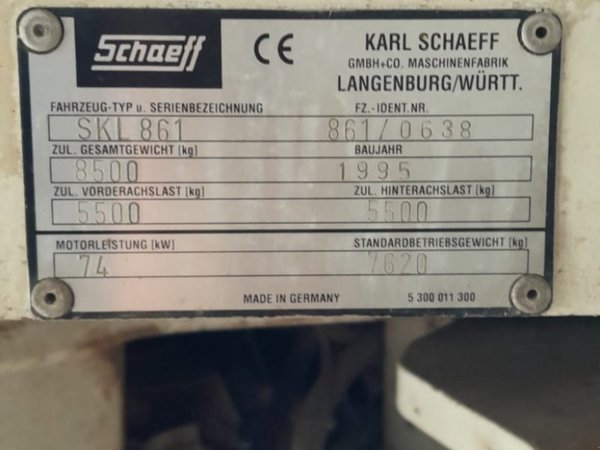 Schaeff CE KARL SCHAEFF
GMBH+CO. MASCHINENFABRIK
LANGENBURG/WÜRTT.
FAHRZEUG-TYP u. SERIENBEZEICHNUNG FZ.-IDENT.NR.
SKL 861 861/0638
ZUL. GESAMTGEWICHT (kg) BAUJAHR
8500 1995
ZUL. VORDERACHSLAST (kg) ZUL. HINTERACHSLAST (kg)
5500 5500
MOTORLEISTUNG (kW) STANDARDBETRIEBSGEWICHT (kg)
74 7620
MADE IN GERMANY 5 300 011 300